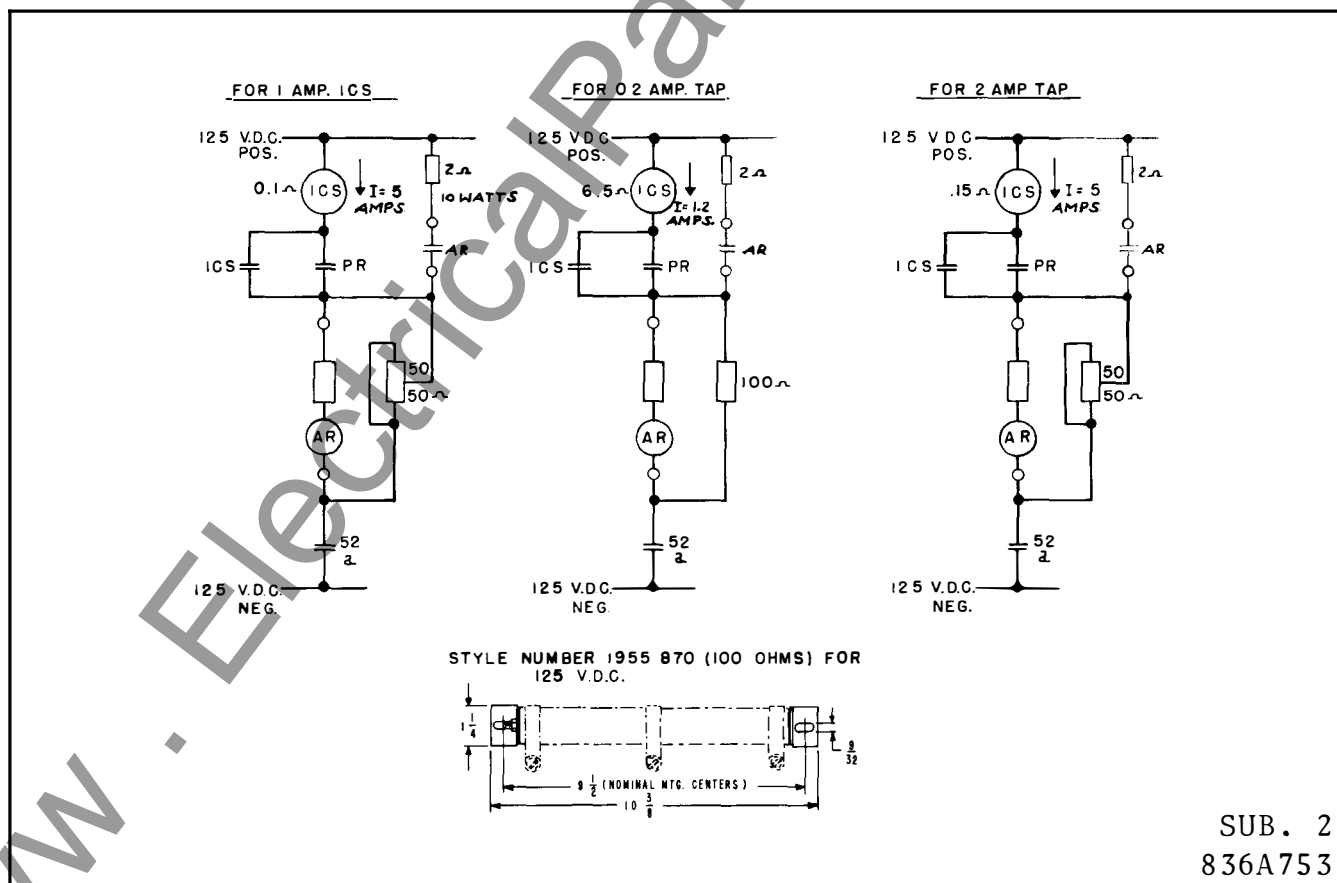 FOR 1 AMP. ICS
125 V.D.C.
POS.
0.1Ω
ICS
I=5
AMPS.
2Ω
10 WATTS
AR
ICS
PR
50
50Ω
AR
52
a
125 V.D.C.
NEG.
FOR 0 2 AMP. TAP
125 V D C
POS.
6.5Ω
ICS
I=1.2
AMPS.
2Ω
AR
ICS
PR
100Ω
AR
52
a
125 V.D.C.
NEG.
FOR 2 AMP TAP
125 V.D.C.
POS.
.15Ω
ICS
I=5
AMPS
2Ω
AR
ICS
PR
50
50Ω
AR
52
a
125 V.D.C.
NEG.
STYLE NUMBER 1955 870 (100 OHMS) FOR
125 V.D.C.
1 1/4
9/32
9 1/2 (NOMINAL MTG. CENTERS)
10 3/8
SUB. 2
836A753
w . ElectricalPa